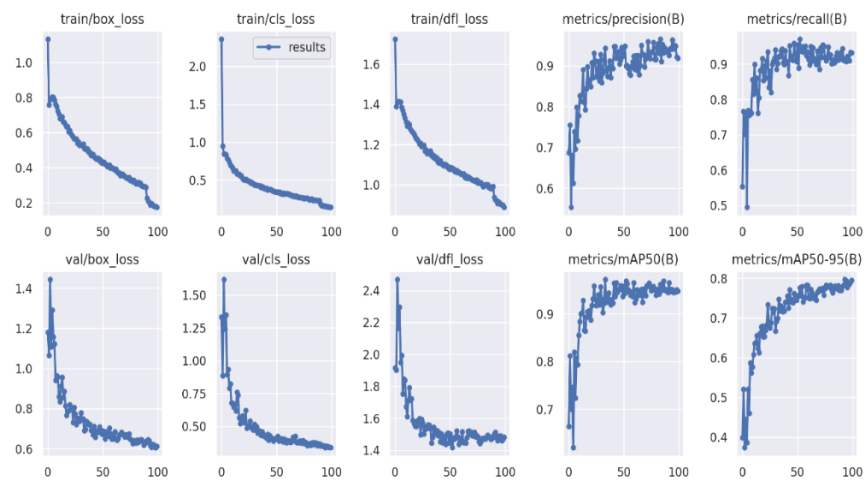 train/box_loss
train/cls_loss
train/dfl_loss
metrics/precision(B)
metrics/recall(B)
results
1.0
0.8
0.6
0.4
0.2
2.0
1.5
1.0
0.5
1.6
1.4
1.2
1.0
0.9
0.8
0.7
0.6
0.9
0.8
0.7
0.6
0.5
0 50 100
0 50 100
0 50 100
0 50 100
0 50 100
val/box_loss
val/cls_loss
val/dfl_loss
metrics/mAP50(B)
metrics/mAP50-95(B)
1.4
1.2
1.0
0.8
0.6
1.50
1.25
1.00
0.75
0.50
2.4
2.2
2.0
1.8
1.6
1.4
0.9
0.8
0.7
0.8
0.7
0.6
0.5
0.4
0 50 100
0 50 100
0 50 100
0 50 100
0 50 100